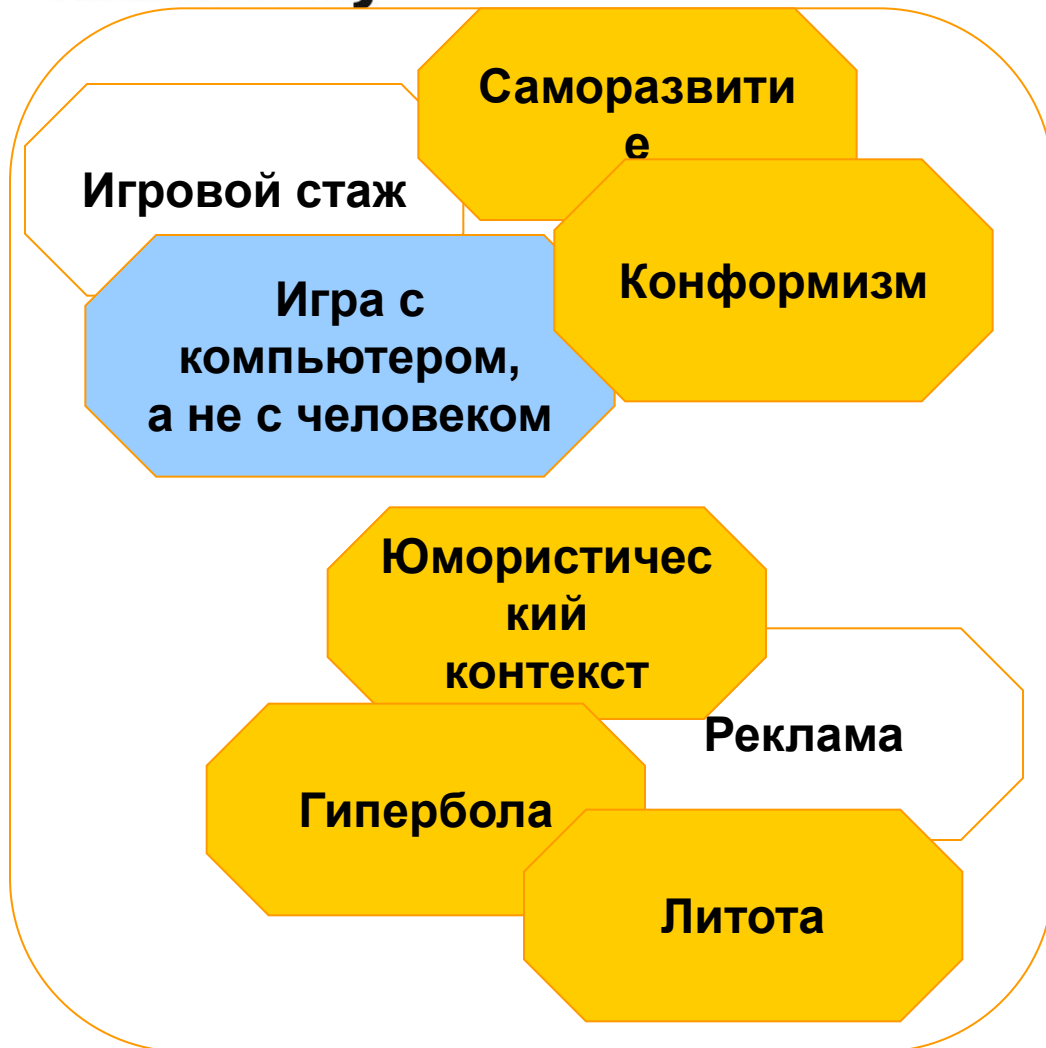 Саморазвити
е
Игровой стаж
Конформизм
Игра с
компьютером,
а не с человеком
Юмористичес
кий
контекст
Реклама
Гипербола
Литота